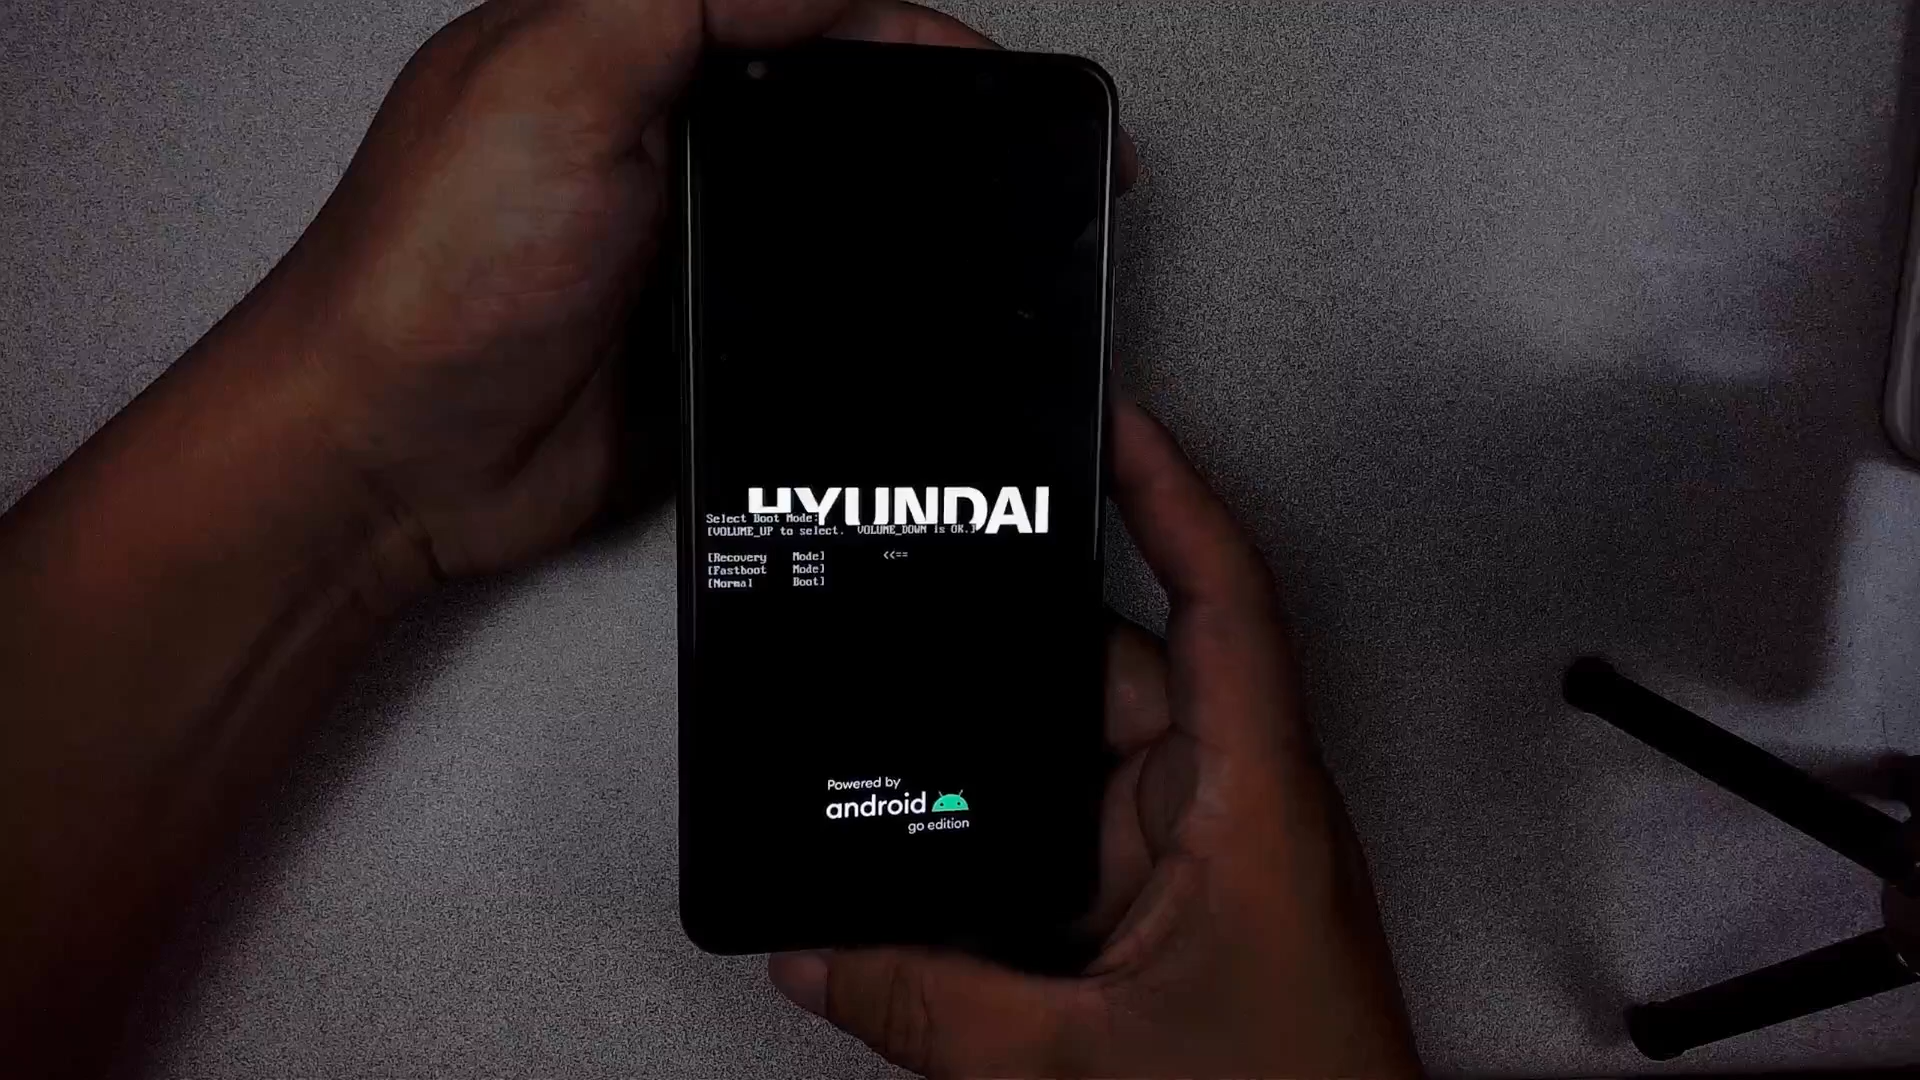 HYUNDAI
Select Boot Mode:
[VOLUME_UP to select.  VOLUME_DOWN is OK.]
[Recovery    Mode]        <<==
[Fastboot    Mode]
[Normal      Boot]
Powered by
android
go edition